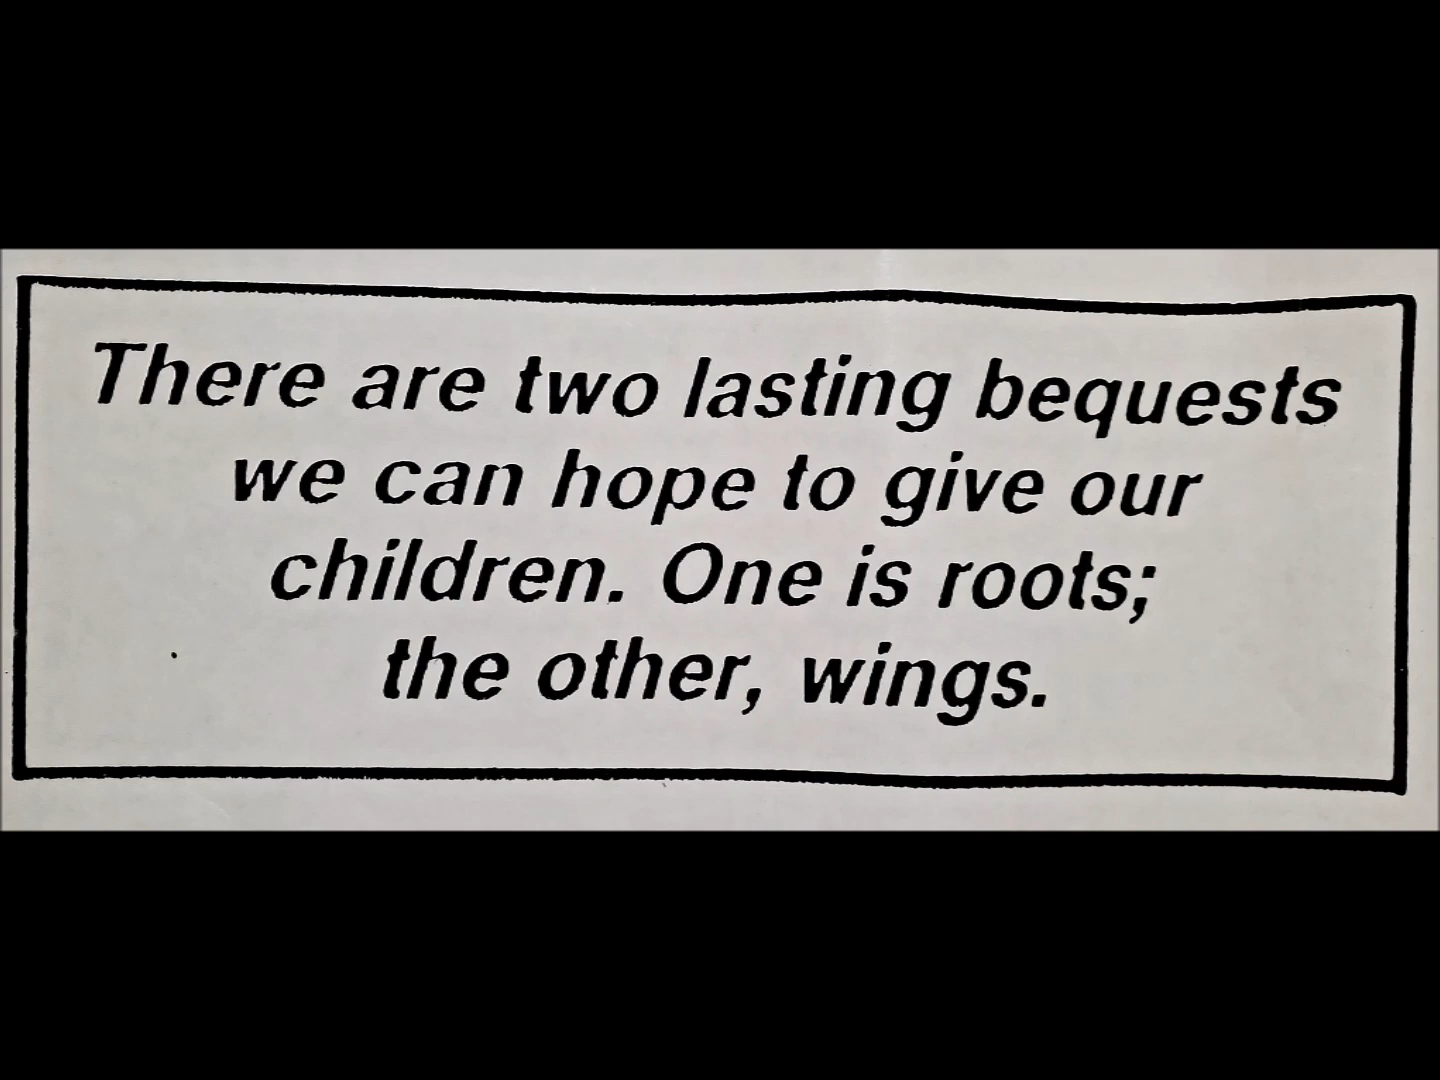 There are two lasting bequests
we can hope to give our
children. One is roots;
the other, wings.